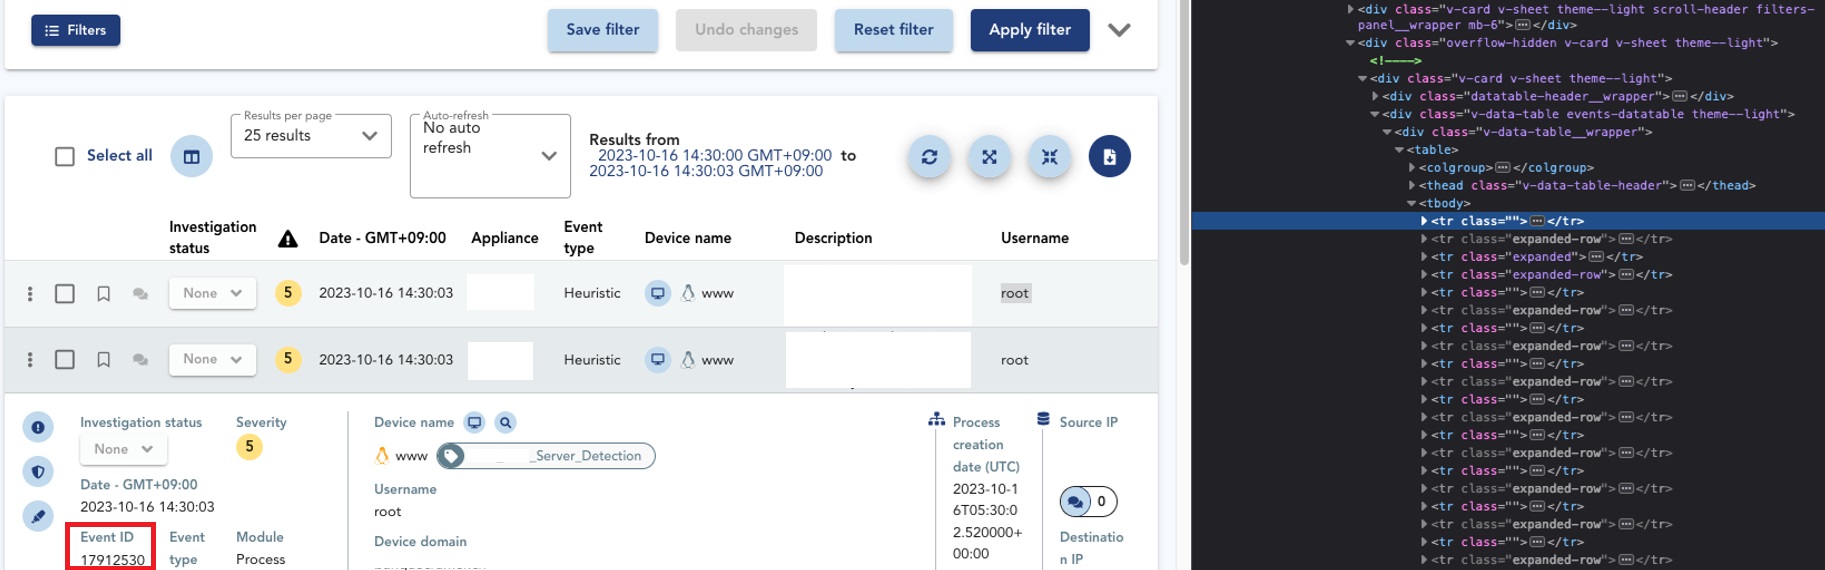 Filters
Save filter
Undo changes
Reset filter
Apply filter
Select all
Results per page
25 results
Auto-refresh
No auto
refresh
Results from
2023-10-16 14:30:00 GMT+09:00 to
2023-10-16 14:30:03 GMT+09:00
Investigation
status
Date - GMT+09:00
Appliance
Event
type
Device name
Description
Username
None
5
2023-10-16 14:30:03
Heuristic
www
root
None
5
2023-10-16 14:30:03
Heuristic
www
root
Investigation status
None
Severity
5
Date - GMT+09:00
2023-10-16 14:30:03
Event ID
17912530
Event
type
Module
Process
Device name
www
_Server_Detection
Username
root
Device domain
Process
creation
date (UTC)
2023-10-1
6T05:30:0
2.520000+
00:00
Source IP
0
Destinatio
n IP
<div class="v-card v-sheet theme--light scroll-header filters-
panel__wrapper mb-6">…</div>
<div class="overflow-hidden v-card v-sheet theme--light">
<!---->
<div class="v-card v-sheet theme--light">
<div class="datatable-header__wrapper">…</div>
<div class="v-data-table events-datatable theme--light">
<div class="v-data-table__wrapper">
<table>
<colgroup>…</colgroup>
<thead class="v-data-table-header">…</thead>
<tbody>
<tr class="">…</tr>
<tr class="expanded-row">…</tr>
<tr class="expanded">…</tr>
<tr class="expanded-row">…</tr>
<tr class="">…</tr>
<tr class="expanded-row">…</tr>
<tr class="">…</tr>
<tr class="expanded-row">…</tr>
<tr class="">…</tr>
<tr class="expanded-row">…</tr>
<tr class="">…</tr>
<tr class="expanded-row">…</tr>
<tr class="">…</tr>
<tr class="expanded-row">…</tr>
<tr class="">…</tr>
<tr class="expanded-row">…</tr>
<tr class="">…</tr>
<tr class="expanded-row">…</tr>
<tr class="">…</tr>
<tr class="expanded-row">…</tr>